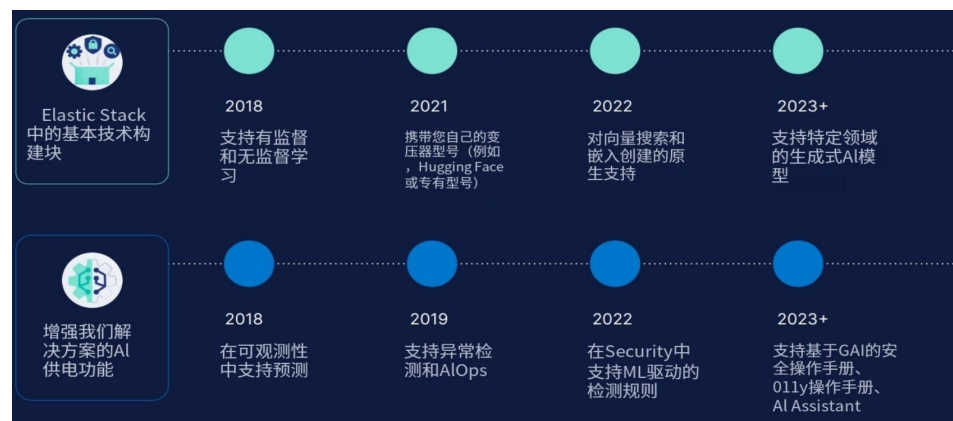 Elastic Stack
中的基本技术构
建块
2018
支持有监督
和无监督学
习
2021
携带您自己的变
压器型号（例如
，Hugging Face
或专有型号）
2022
对向量搜索和
嵌入创建的原
生支持
2023+
支持特定领域
的生成式AI模
型
增强我们解
决方案的AI
供电功能
2018
在可观测性
中支持预测
2019
支持异常检
测和AIOps
2022
在Security中
支持ML驱动的
检测规则
2023+
支持基于GAI的安
全操作手册、
011y操作手册、
AI Assistant